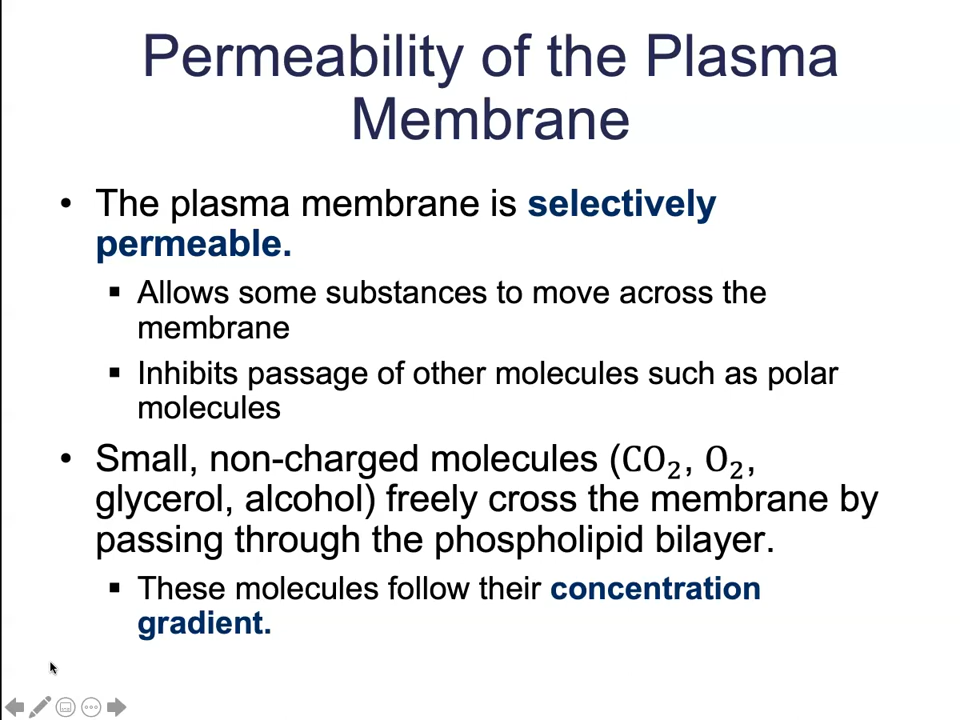 Permeability of the Plasma
Membrane
• The plasma membrane is selectively
permeable.
▪ Allows some substances to move across the
membrane
▪ Inhibits passage of other molecules such as polar
molecules
• Small, non-charged molecules (CO₂, O₂,
glycerol, alcohol) freely cross the membrane by
passing through the phospholipid bilayer.
▪ These molecules follow their concentration
gradient.